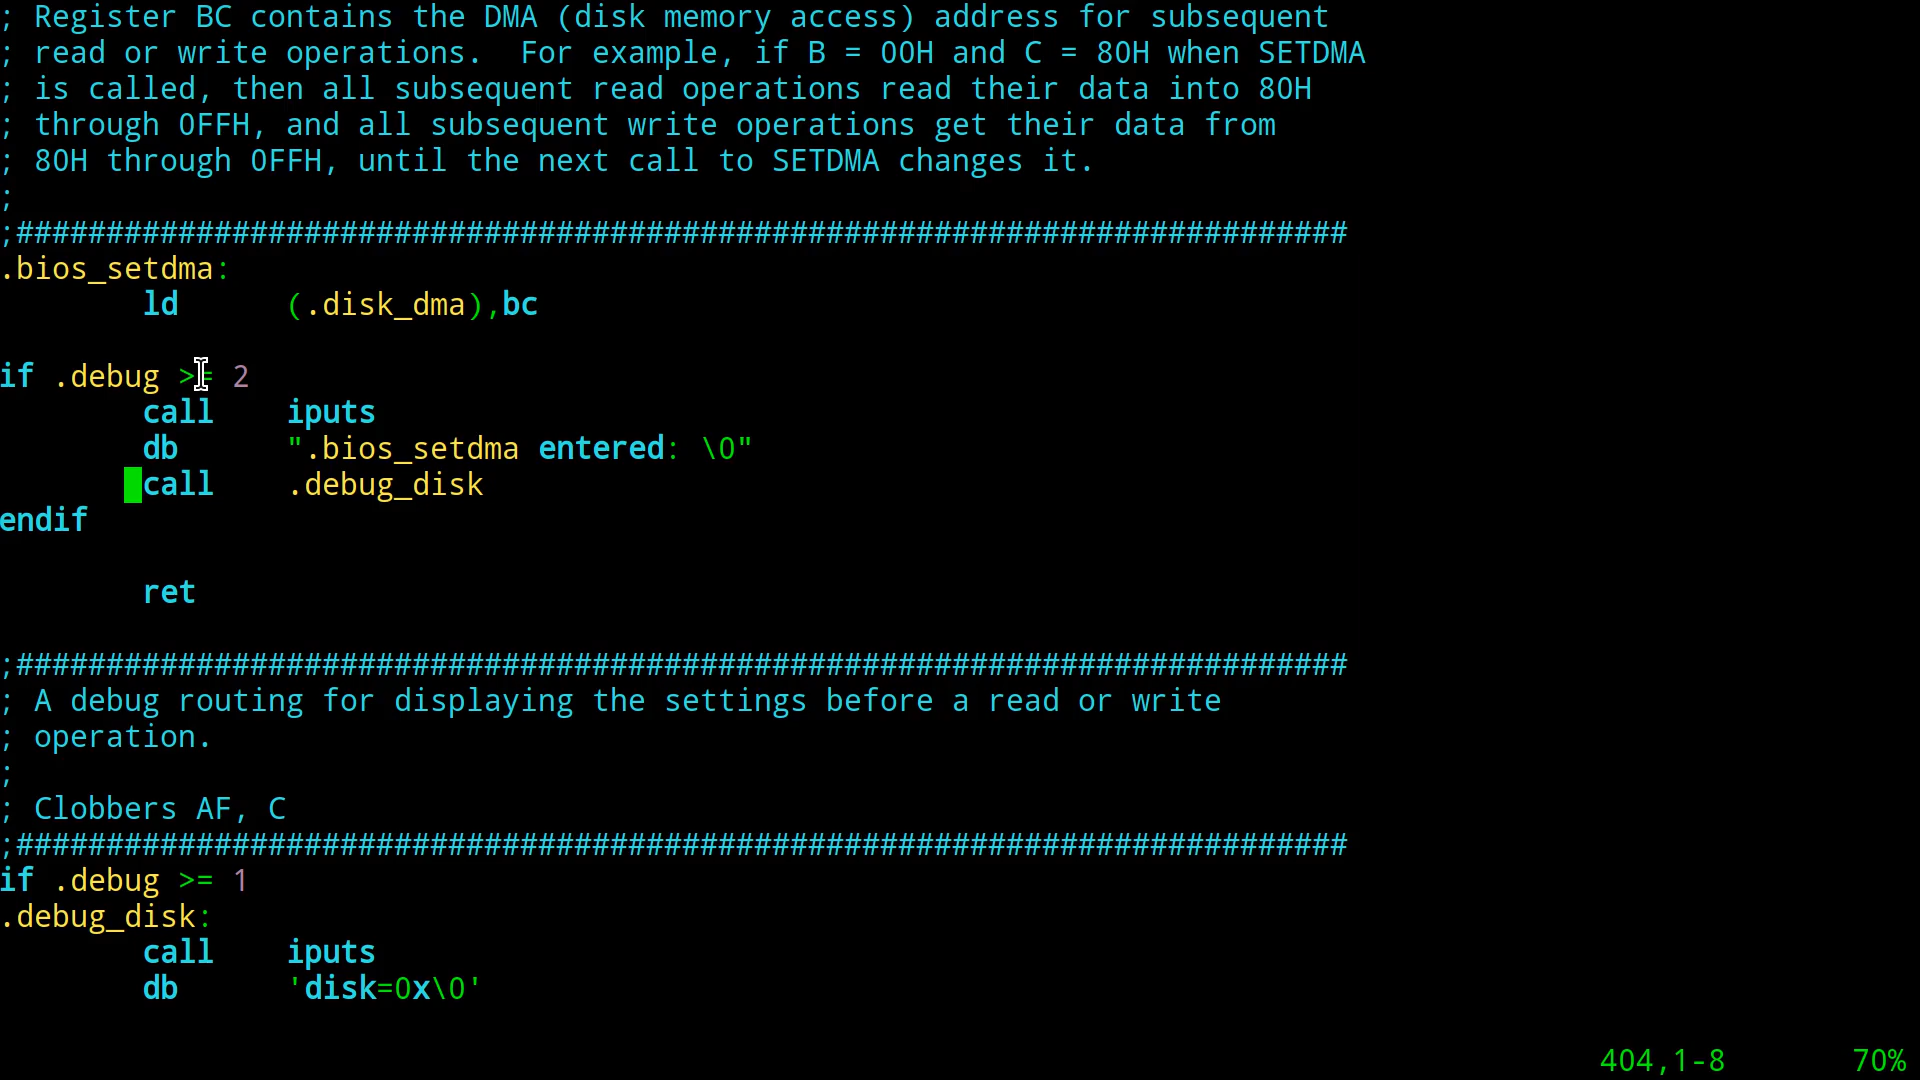 ; Register BC contains the DMA (disk memory access) address for subsequent
; read or write operations.  For example, if B = 00H and C = 80H when SETDMA
; is called, then all subsequent read operations read their data into 80H
; through 0FFH, and all subsequent write operations get their data from
; 80H through 0FFH, until the next call to SETDMA changes it.
;
;##########################################################################
.bios_setdma:
        ld      (.disk_dma),bc

if .debug >= 2
        call    iputs
        db      ".bios_setdma entered: \0"
        call    .debug_disk
endif

        ret

;##########################################################################
; A debug routing for displaying the settings before a read or write
; operation.
;
; Clobbers AF, C
;##########################################################################
if .debug >= 1
.debug_disk:
        call    iputs
        db      'disk=0x\0'
404,1-8       70%